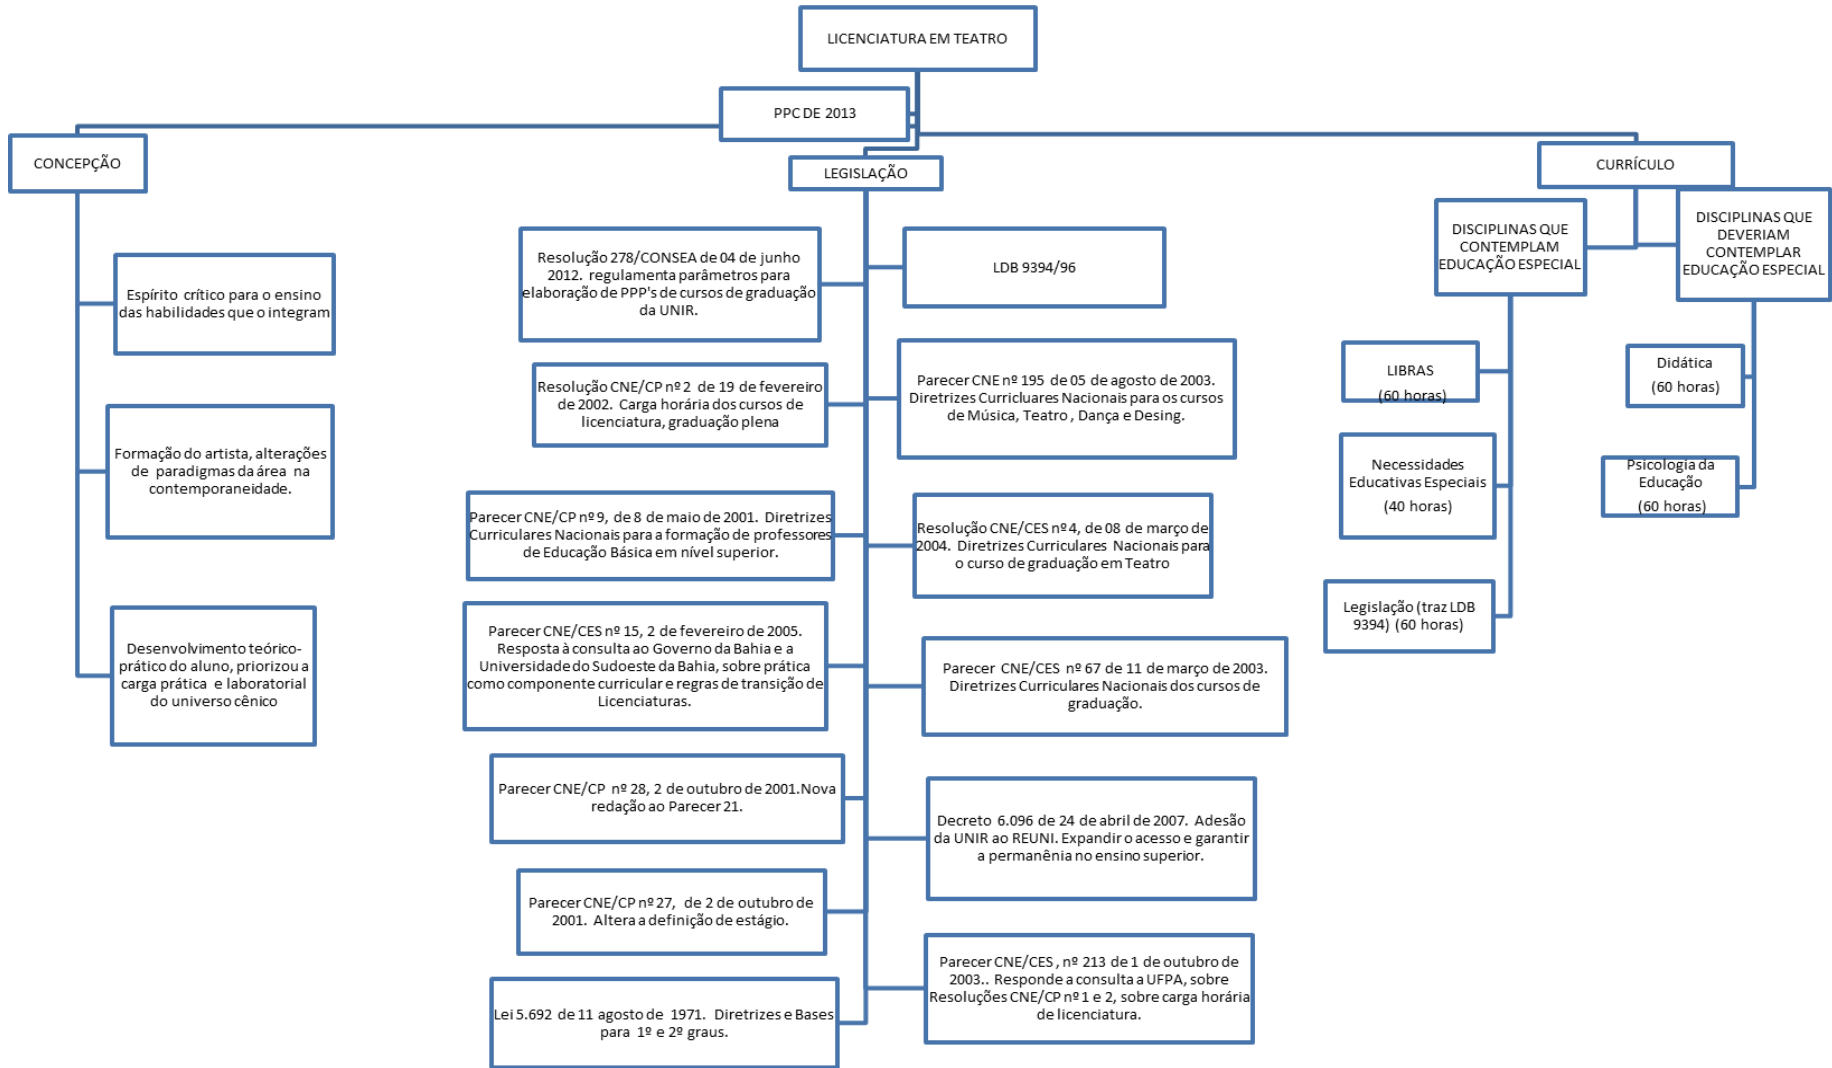 LICENCIATURA EM TEATRO
PPC DE 2013
CONCEPÇÃO
Espírito crítico para o ensino
das habilidades que o integram
Formação do artista, alterações
de paradigmas da área na
contemporaneidade.
Desenvolvimento teórico-
prático do aluno, priorizou a
carga prática e laboratorial
do universo cênico
LEGISLAÇÃO
Resolução 278/CONSEA de 04 de junho
2012. regulamenta parâmetros para
elaboração de PPP's de cursos de graduação
da UNIR.
LDB 9394/96
Resolução CNE/CP nº 2 de 19 de fevereiro
de 2002. Carga horária dos cursos de
licenciatura, graduação plena
Parecer CNE nº 195 de 05 de agosto de 2003.
Diretrizes Curricluares Nacionais para os cursos
de Música, Teatro , Dança e Desing.
Parecer CNE/CP nº 9, de 8 de maio de 2001. Diretrizes
Curriculares Nacionais para a formação de professores
de Educação Básica em nível superior.
Resolução CNE/CES nº 4, de 08 de março de
2004. Diretrizes Curriculares Nacionais para
o curso de graduação em Teatro
Parecer CNE/CES nº 15, 2 de fevereiro de 2005.
Resposta à consulta ao Governo da Bahia e a
Universidade do Sudoeste da Bahia, sobre prática
como componente curricular e regras de transição de
Licenciaturas.
Parecer CNE/CES nº 67 de 11 de março de 2003.
Diretrizes Curriculares Nacionais dos cursos de
graduação.
Parecer CNE/CP nº 28, 2 de outubro de 2001.Nova
redação ao Parecer 21.
Decreto 6.096 de 24 de abril de 2007. Adesão
da UNIR ao REUNI. Expandir o acesso e garantir
a permanênia no ensino superior.
Parecer CNE/CP nº 27, de 2 de outubro de
2001. Altera a definição de estágio.
Parecer CNE/CES , nº 213 de 1 de outubro de
2003.. Responde a consulta a UFPA, sobre
Resoluções CNE/CP nº 1 e 2, sobre carga horária
de licenciatura.
Lei 5.692 de 11 agosto de 1971. Diretrizes e Bases
para 1º e 2º graus.
CURRÍCULO
DISCIPLINAS QUE
CONTEMPLAM
EDUCAÇÃO ESPECIAL
LIBRAS
(60 horas)
Necessidades
Educativas Especiais
(40 horas)
Legislação (traz LDB
9394) (60 horas)
DISCIPLINAS QUE
DEVERIAM
CONTEMPLAR
EDUCAÇÃO ESPECIAL
Didática
(60 horas)
Psicologia da
Educação
(60 horas)